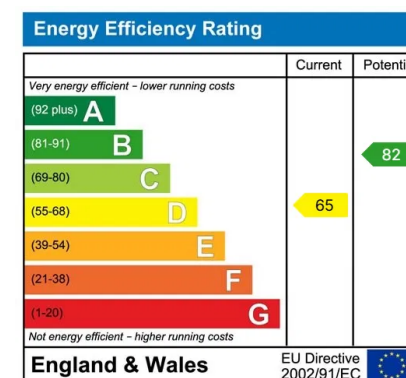 Energy Efficiency Rating
Current Potenti
Very energy efficient – lower running costs
(92 plus) A
(81-91) B
82
(69-80) C
(55-68) D
65
(39-54) E
(21-38) F
(1-20) G
Not energy efficient – higher running costs
England & Wales
EU Directive
2002/91/EC